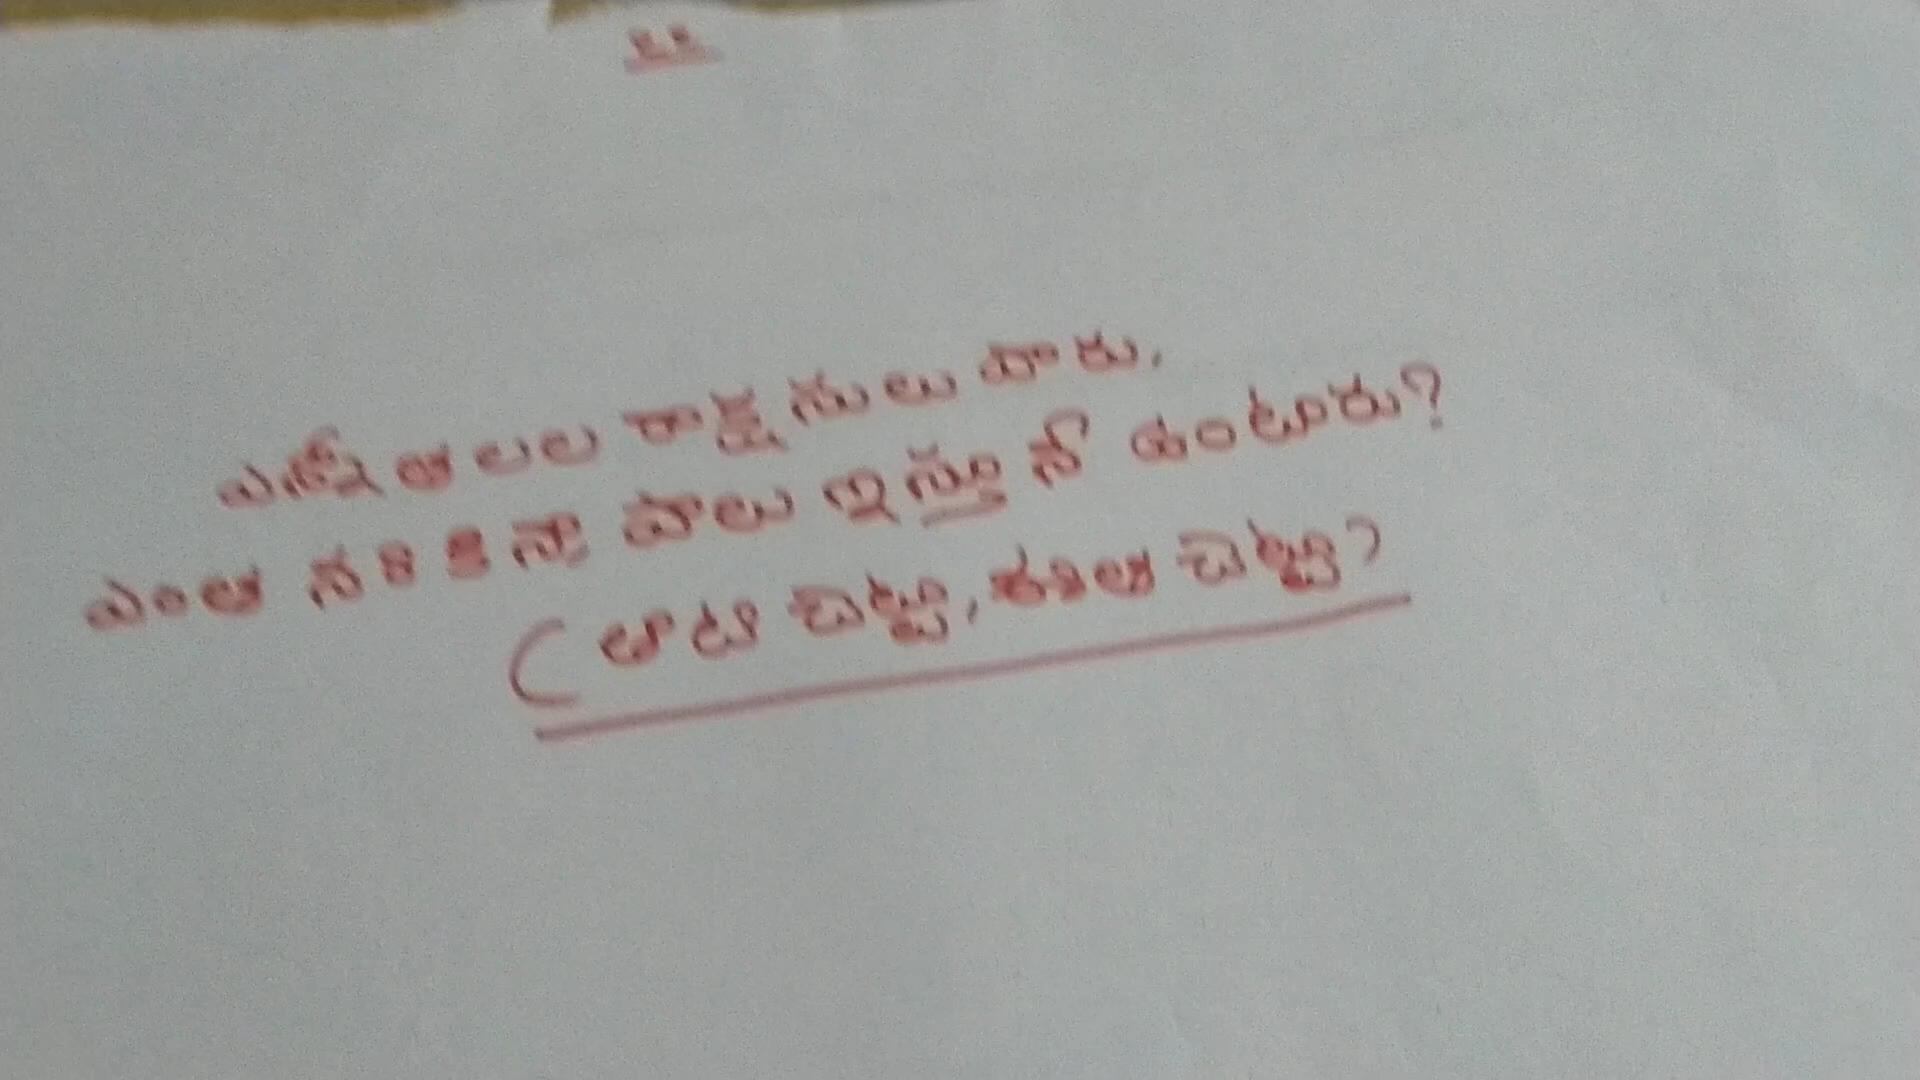 ఎన్నో తలల రాక్షసులు వారు,
ఎంత నరికినా పాలు ఇస్తూనే ఉంటారు?
(తాటి చెట్టు, ఈత చెట్టు)